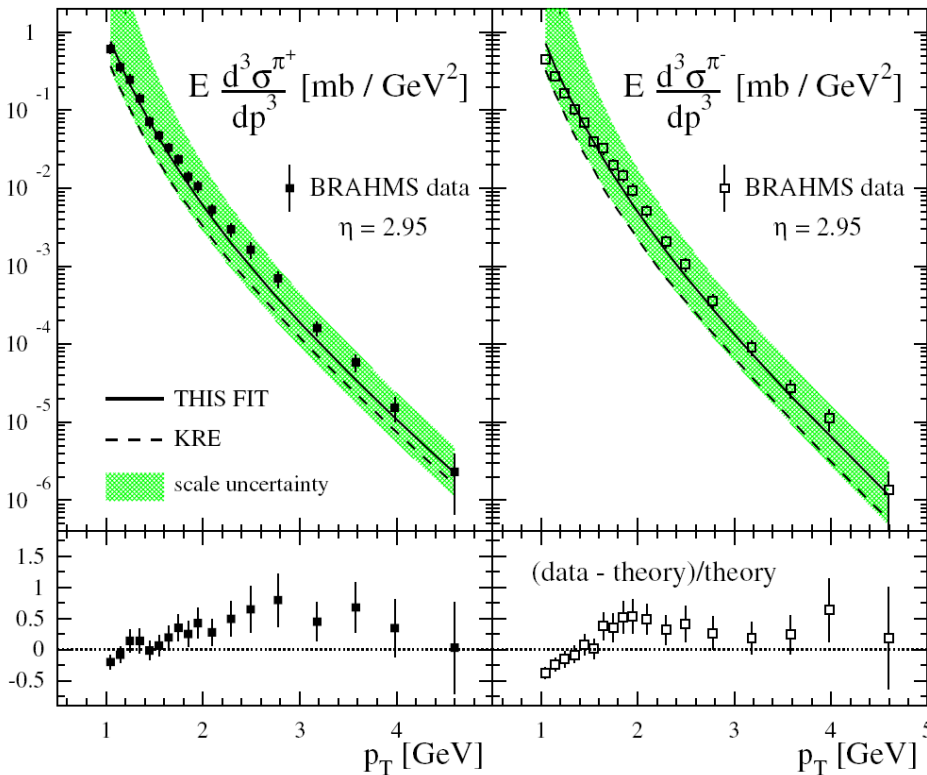 1
10⁻¹
10⁻²
10⁻³
10⁻⁴
10⁻⁵
10⁻⁶
E d³σ^π⁺/dp³ [mb / GeV²]
BRAHMS data
η = 2.95
THIS FIT
KRE
scale uncertainty
E d³σ^π⁻/dp³ [mb / GeV²]
BRAHMS data
η = 2.95
1.5
1
0.5
0
-0.5
(data - theory)/theory
1 2 3 4
1 2 3 4 5
p_T [GeV]
p_T [GeV]